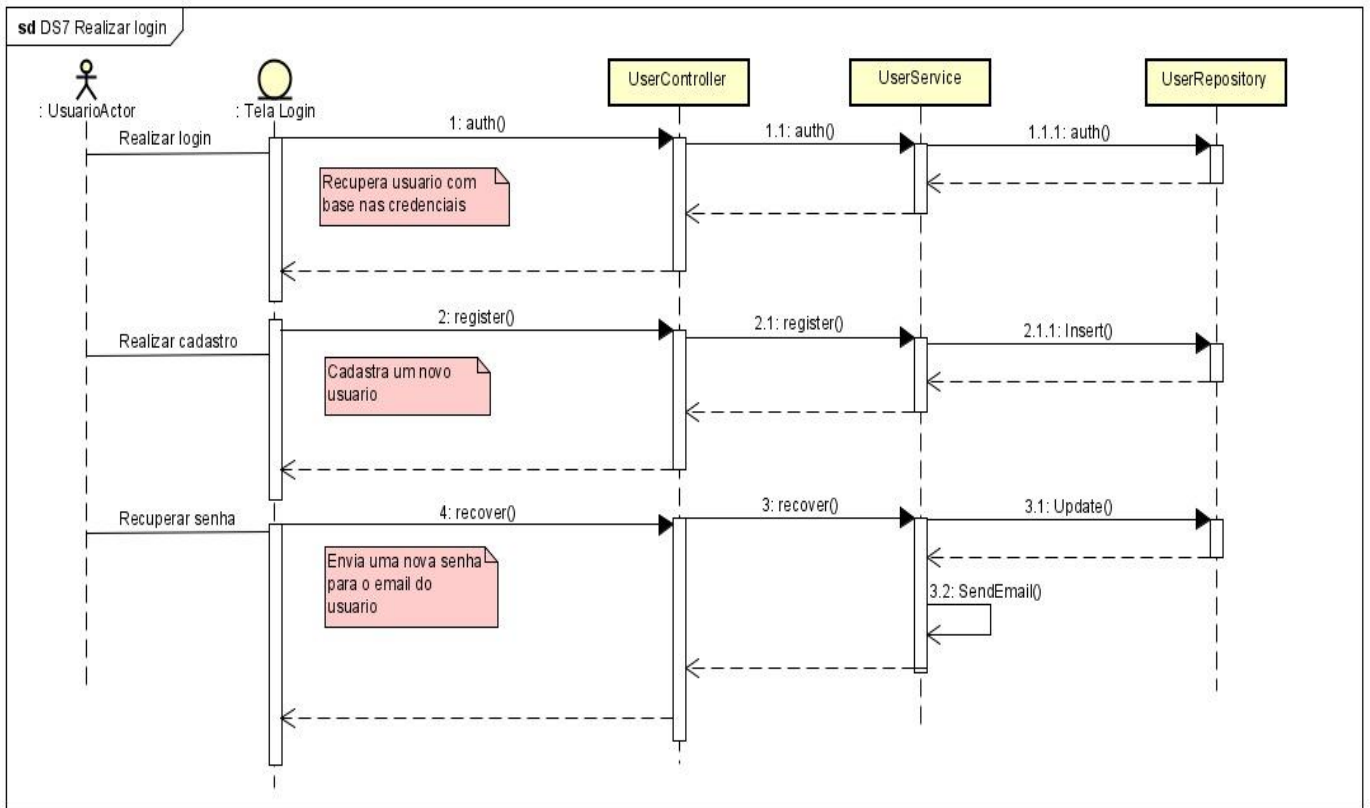 sd DS7 Realizar login
: UsuarioActor
: Tela Login
UserController
UserService
UserRepository
Realizar login
1: auth()
1.1: auth()
1.1.1: auth()
Recupera usuario com
base nas credenciais
Realizar cadastro
2: register()
2.1: register()
2.1.1: Insert()
Cadastra um novo
usuario
Recuperar senha
4: recover()
3: recover()
3.1: Update()
Envia uma nova senha
para o email do
usuario
3.2: SendEmail()